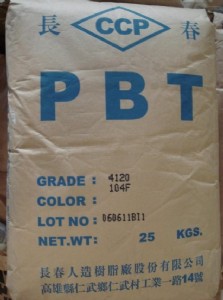 長 CCP 春
PBT
GRADE : 4120
104F
COLOR :
LOT NO : D60611B11
NET.WT: 25 KGS.
長春人造樹脂廠股份有限公司
高雄縣仁武鄉仁武村工業一路14號